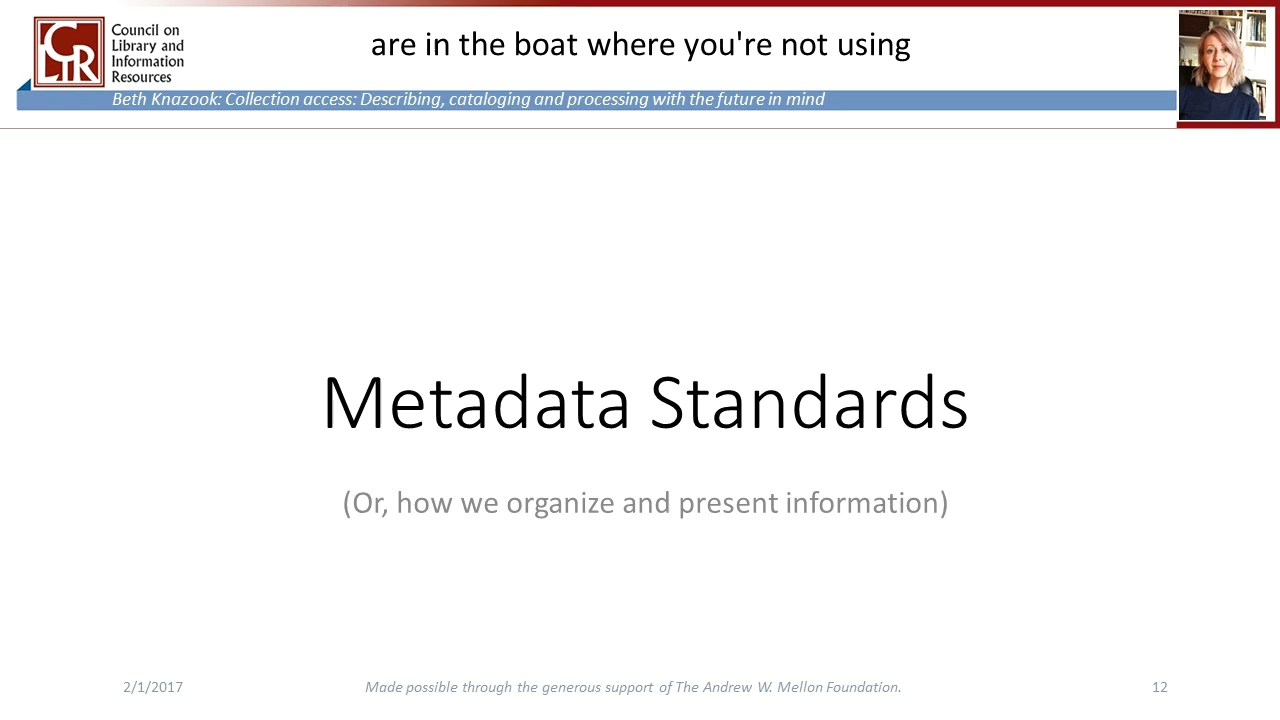 CLIR
Council on
Library and
Information
Resources
are in the boat where you're not using
Beth Knazook: Collection access: Describing, cataloging and processing with the future in mind
Metadata Standards
(Or, how we organize and present information)
2/1/2017
Made possible through the generous support of The Andrew W. Mellon Foundation.
12